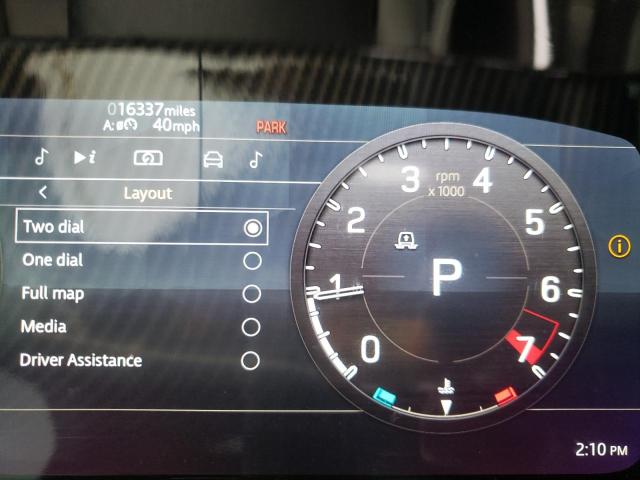 016337miles
A: 40mph
PARK
i
Layout
Two dial
One dial
Full map
Media
Driver Assistance
rpm
x 1000
0
1
2
3
4
5
6
7
P
i
2:10 PM